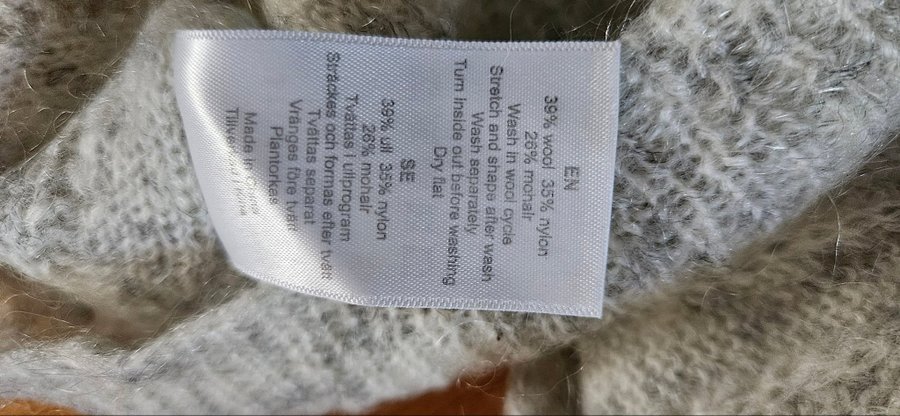 EN
39% wool 35% nylon
26% mohair
Wash in wool cycle
Stretch and shape after wash
Wash separately
Turn inside out before washing
Dry flat
SE
39% ull 35% nylon
26% mohair
Tvättas i ullprogram
Sträckes och formas efter tvätt
Tvättas separat
Vränges före tvätt
Plantorkas
Made in China
Tillverkad i Kina